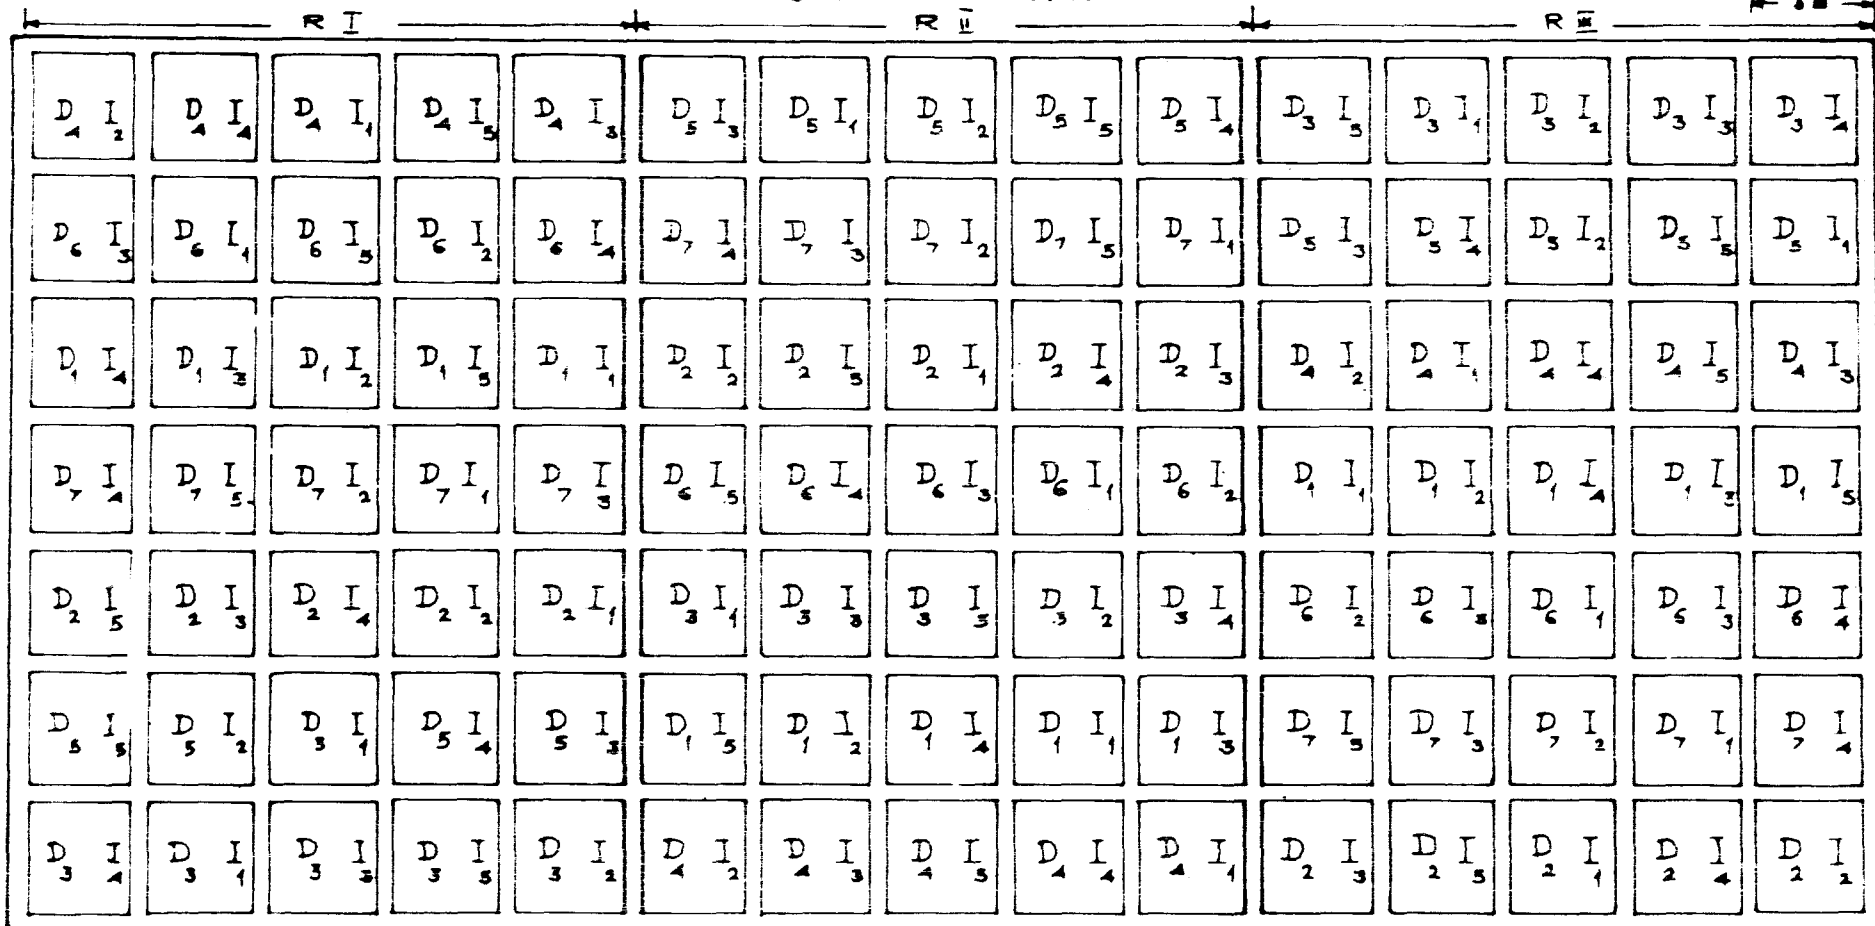 R I R II R III
D4 I2 D4 I4 D4 I1 D4 I5 D4 I3 D5 I3 D5 I1 D5 I2 D5 I5 D5 I4 D3 I5 D3 I1 D3 I2 D3 I3 D3 I4
D6 I3 D6 I1 D6 I5 D6 I2 D6 I4 D7 I4 D7 I3 D7 I2 D7 I5 D7 I1 D5 I3 D5 I4 D5 I2 D5 I5 D5 I1
D1 I4 D1 I3 D1 I2 D1 I5 D1 I1 D2 I2 D2 I5 D2 I1 D2 I4 D2 I3 D4 I2 D4 I1 D4 I4 D4 I5 D4 I3
D7 I4 D7 I5 D7 I2 D7 I1 D7 I3 D6 I5 D6 I4 D6 I3 D6 I1 D6 I2 D1 I1 D1 I2 D1 I4 D1 I3 D1 I5
D2 I5 D2 I3 D2 I4 D2 I2 D2 I1 D3 I1 D3 I3 D3 I5 D3 I2 D3 I4 D6 I2 D6 I5 D6 I1 D6 I3 D6 I4
D5 I5 D5 I2 D5 I1 D5 I4 D5 I3 D1 I5 D1 I2 D1 I4 D1 I1 D1 I3 D7 I5 D7 I3 D7 I2 D7 I1 D7 I4
D3 I4 D3 I1 D3 I3 D3 I5 D3 I2 D4 I2 D4 I3 D4 I5 D4 I4 D4 I1 D2 I3 D2 I5 D2 I1 D2 I4 D2 I2